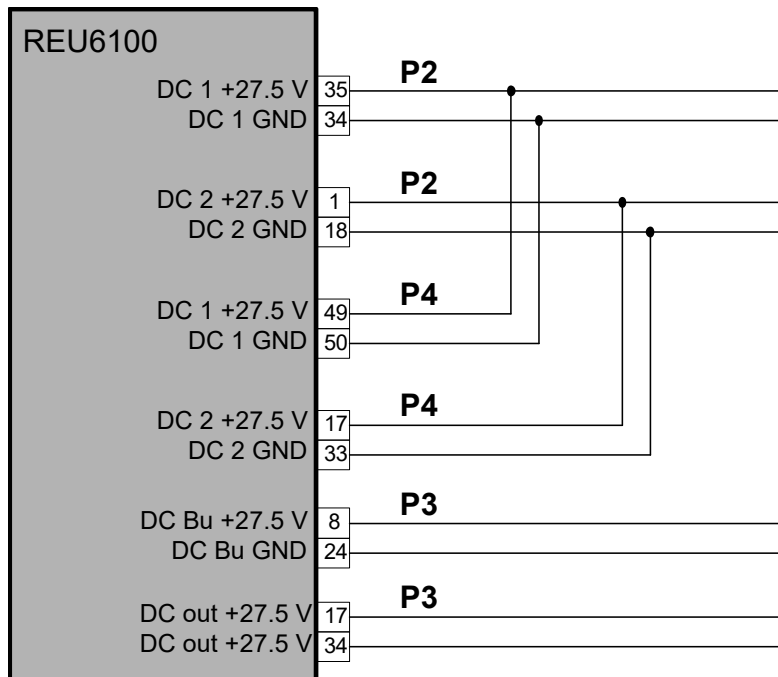 REU6100
DC 1 +27.5 V 35 P2
DC 1 GND 34
DC 2 +27.5 V 1 P2
DC 2 GND 18
DC 1 +27.5 V 49 P4
DC 1 GND 50
DC 2 +27.5 V 17 P4
DC 2 GND 33
DC Bu +27.5 V 8 P3
DC Bu GND 24
DC out +27.5 V 17 P3
DC out +27.5 V 34